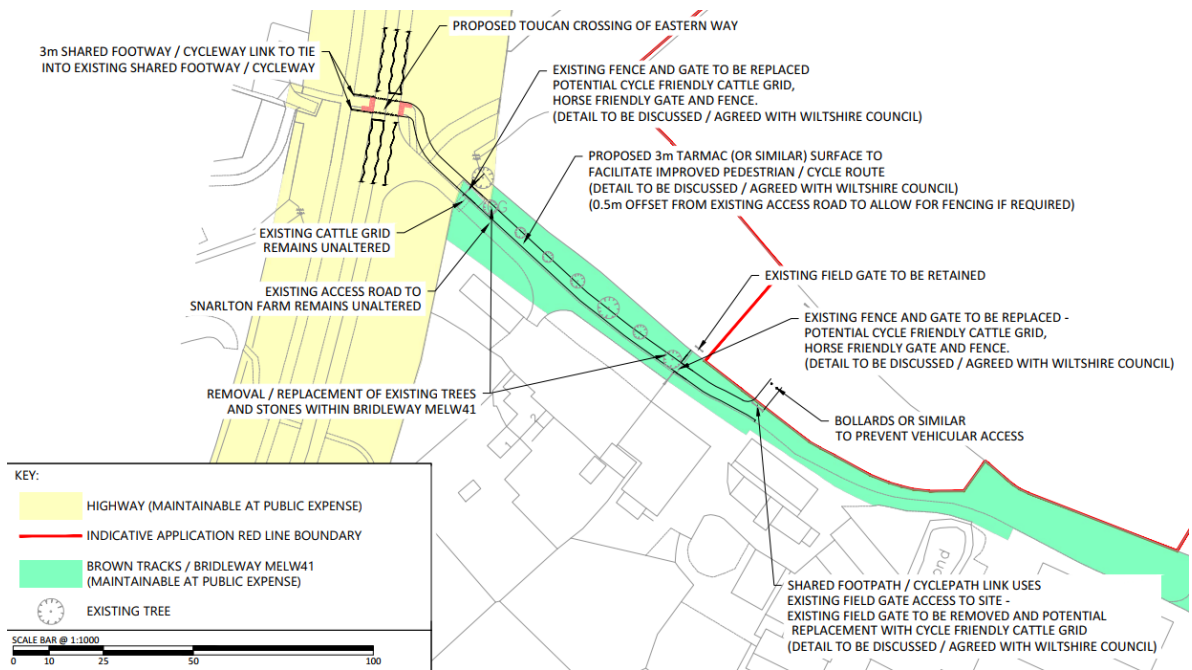 PROPOSED TOUCAN CROSSING OF EASTERN WAY
3m SHARED FOOTWAY / CYCLEWAY LINK TO TIE
INTO EXISTING SHARED FOOTWAY / CYCLEWAY
EXISTING FENCE AND GATE TO BE REPLACED
POTENTIAL CYCLE FRIENDLY CATTLE GRID,
HORSE FRIENDLY GATE AND FENCE.
(DETAIL TO BE DISCUSSED / AGREED WITH WILTSHIRE COUNCIL)
PROPOSED 3m TARMAC (OR SIMILAR) SURFACE TO
FACILITATE IMPROVED PEDESTRIAN / CYCLE ROUTE
(DETAIL TO BE DISCUSSED / AGREED WITH WILTSHIRE COUNCIL)
(0.5m OFFSET FROM EXISTING ACCESS ROAD TO ALLOW FOR FENCING IF REQUIRED)
EXISTING CATTLE GRID
REMAINS UNALTERED
EXISTING FIELD GATE TO BE RETAINED
EXISTING ACCESS ROAD TO
SNARLTON FARM REMAINS UNALTERED
EXISTING FENCE AND GATE TO BE REPLACED -
POTENTIAL CYCLE FRIENDLY CATTLE GRID,
HORSE FRIENDLY GATE AND FENCE.
(DETAIL TO BE DISCUSSED / AGREED WITH WILTSHIRE COUNCIL)
REMOVAL / REPLACEMENT OF EXISTING TREES
AND STONES WITHIN BRIDLEWAY MELW41
BOLLARDS OR SIMILAR
TO PREVENT VEHICULAR ACCESS
1
2
KEY:
HIGHWAY (MAINTAINABLE AT PUBLIC EXPENSE)
INDICATIVE APPLICATION RED LINE BOUNDARY
BROWN TRACKS / BRIDLEWAY MELW41
(MAINTAINABLE AT PUBLIC EXPENSE)
EXISTING TREE
SCALE BAR @ 1:1000
0 10 25 50 100
SHARED FOOTPATH / CYCLEPATH LINK USES
EXISTING FIELD GATE ACCESS TO SITE -
EXISTING FIELD GATE TO BE REMOVED AND POTENTIAL
REPLACEMENT WITH CYCLE FRIENDLY CATTLE GRID
(DETAIL TO BE DISCUSSED / AGREED WITH WILTSHIRE COUNCIL)